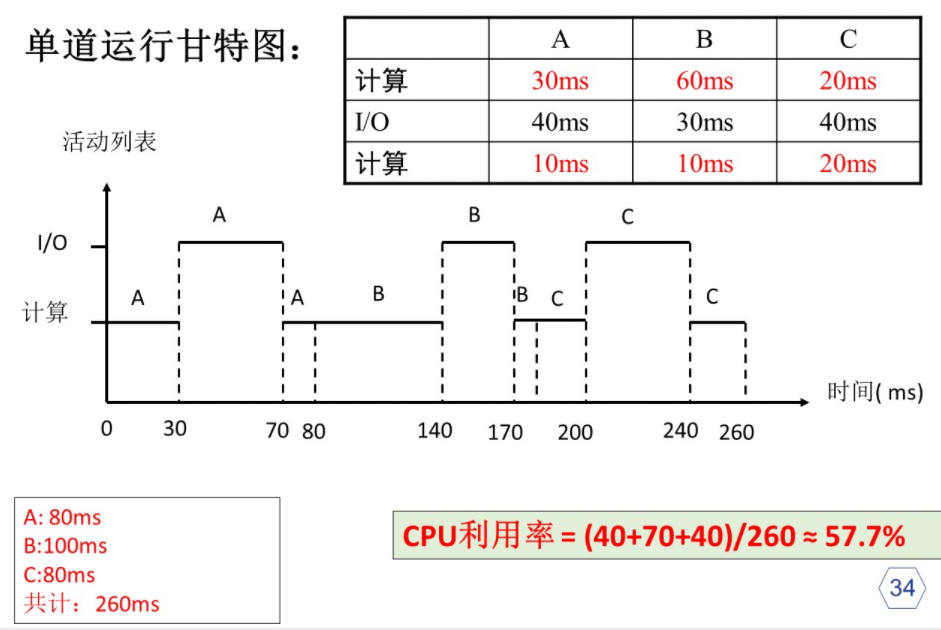 单道运行甘特图：
A B C
计算 30ms 60ms 20ms
I/O 40ms 30ms 40ms
计算 10ms 10ms 20ms
活动列表
A B C
I/O
A A B B C C
计算
时间( ms)
0 30 70 80 140 170 200 240 260
A: 80ms
B:100ms
C:80ms
共计：260ms
CPU利用率 = (40+70+40)/260 ≈ 57.7%
34